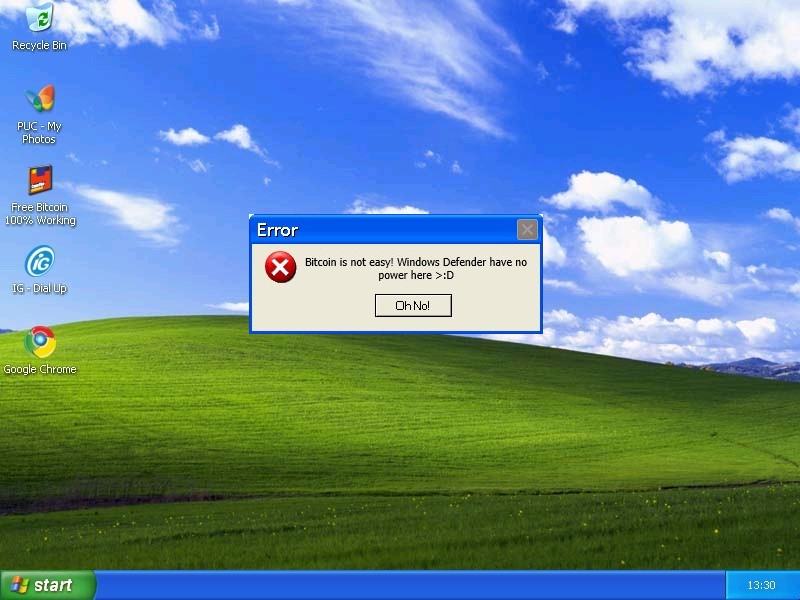 Recycle Bin
PUC - My
Photos
Free Bitcoin
100% Working
IG - Dial Up
Google Chrome
Error
Bitcoin is not easy! Windows Defender have no
power here >:D
Oh No!
start
13:30